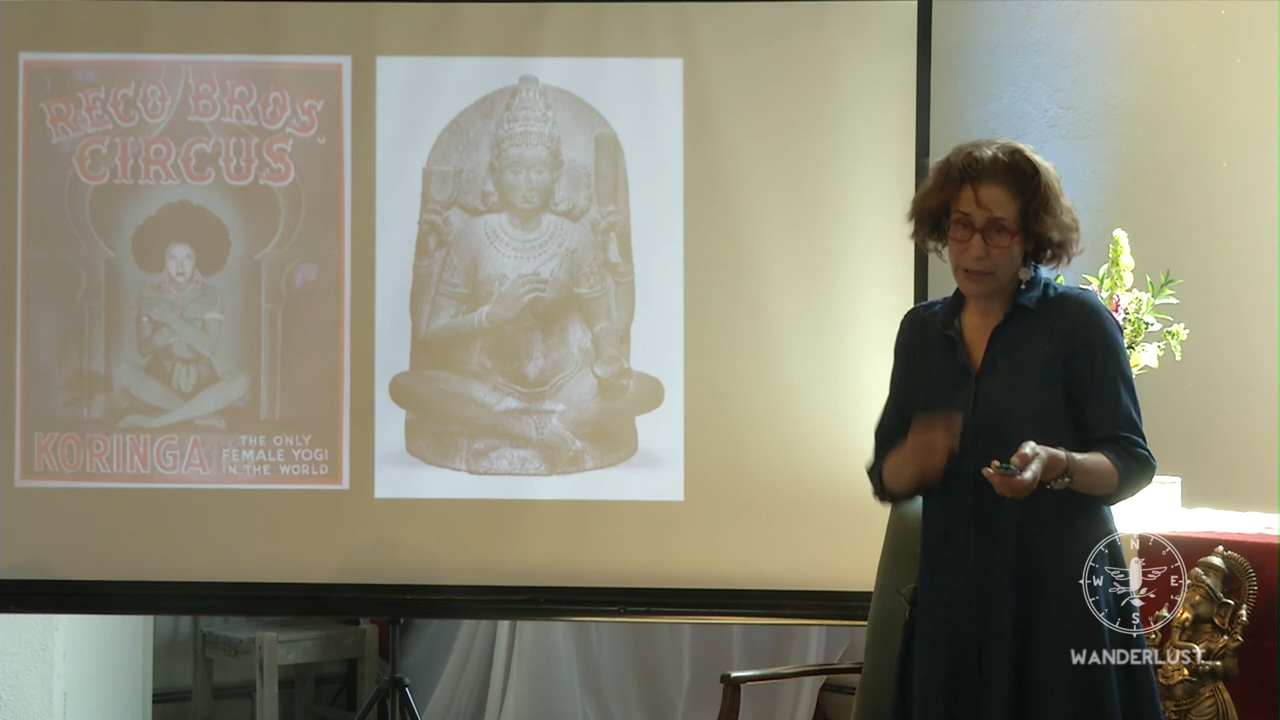 RECO BROS'
CIRCUS
KORINGA
THE ONLY
FEMALE YOGI
IN THE WORLD
N
W E
S
WANDERLUST